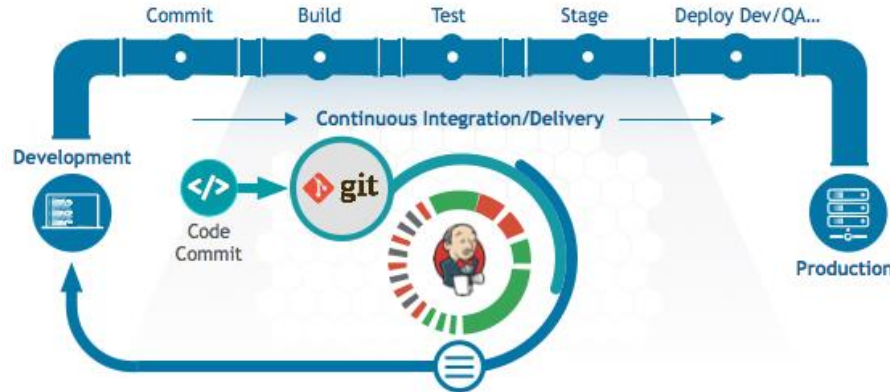 Commit
Build
Test
Stage
Deploy Dev/QA...
Continuous Integration/Delivery
Development
</>
git
Code
Commit
Production